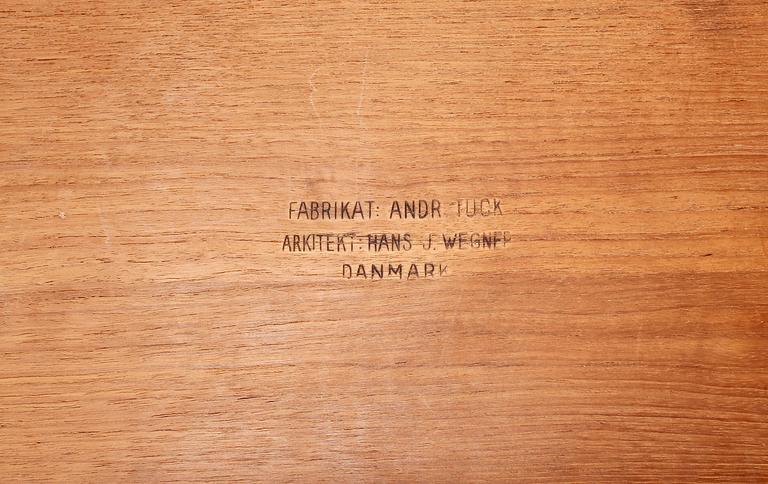 FABRIKAT: ANDR. TUCK
ARKITEKT: HANS J. WEGNER
DANMARK